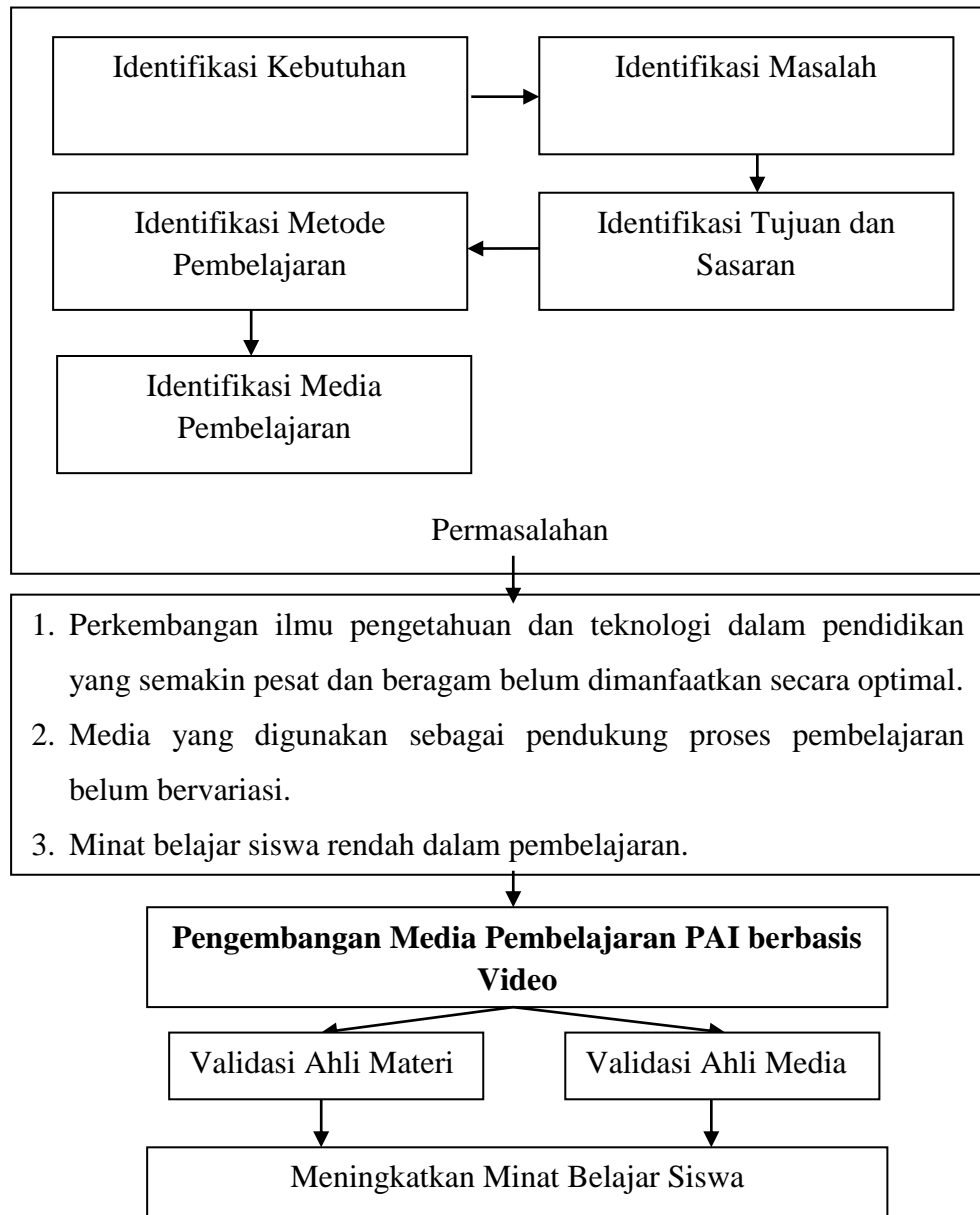 Identifikasi Kebutuhan
Identifikasi Masalah
Identifikasi Tujuan dan
Sasaran
Identifikasi Metode
Pembelajaran
Identifikasi Media
Pembelajaran
Permasalahan
1. Perkembangan ilmu pengetahuan dan teknologi dalam pendidikan
yang semakin pesat dan beragam belum dimanfaatkan secara optimal.
2. Media yang digunakan sebagai pendukung proses pembelajaran
belum bervariasi.
3. Minat belajar siswa rendah dalam pembelajaran.
Pengembangan Media Pembelajaran PAI berbasis
Video
Validasi Ahli Materi
Validasi Ahli Media
Meningkatkan Minat Belajar Siswa